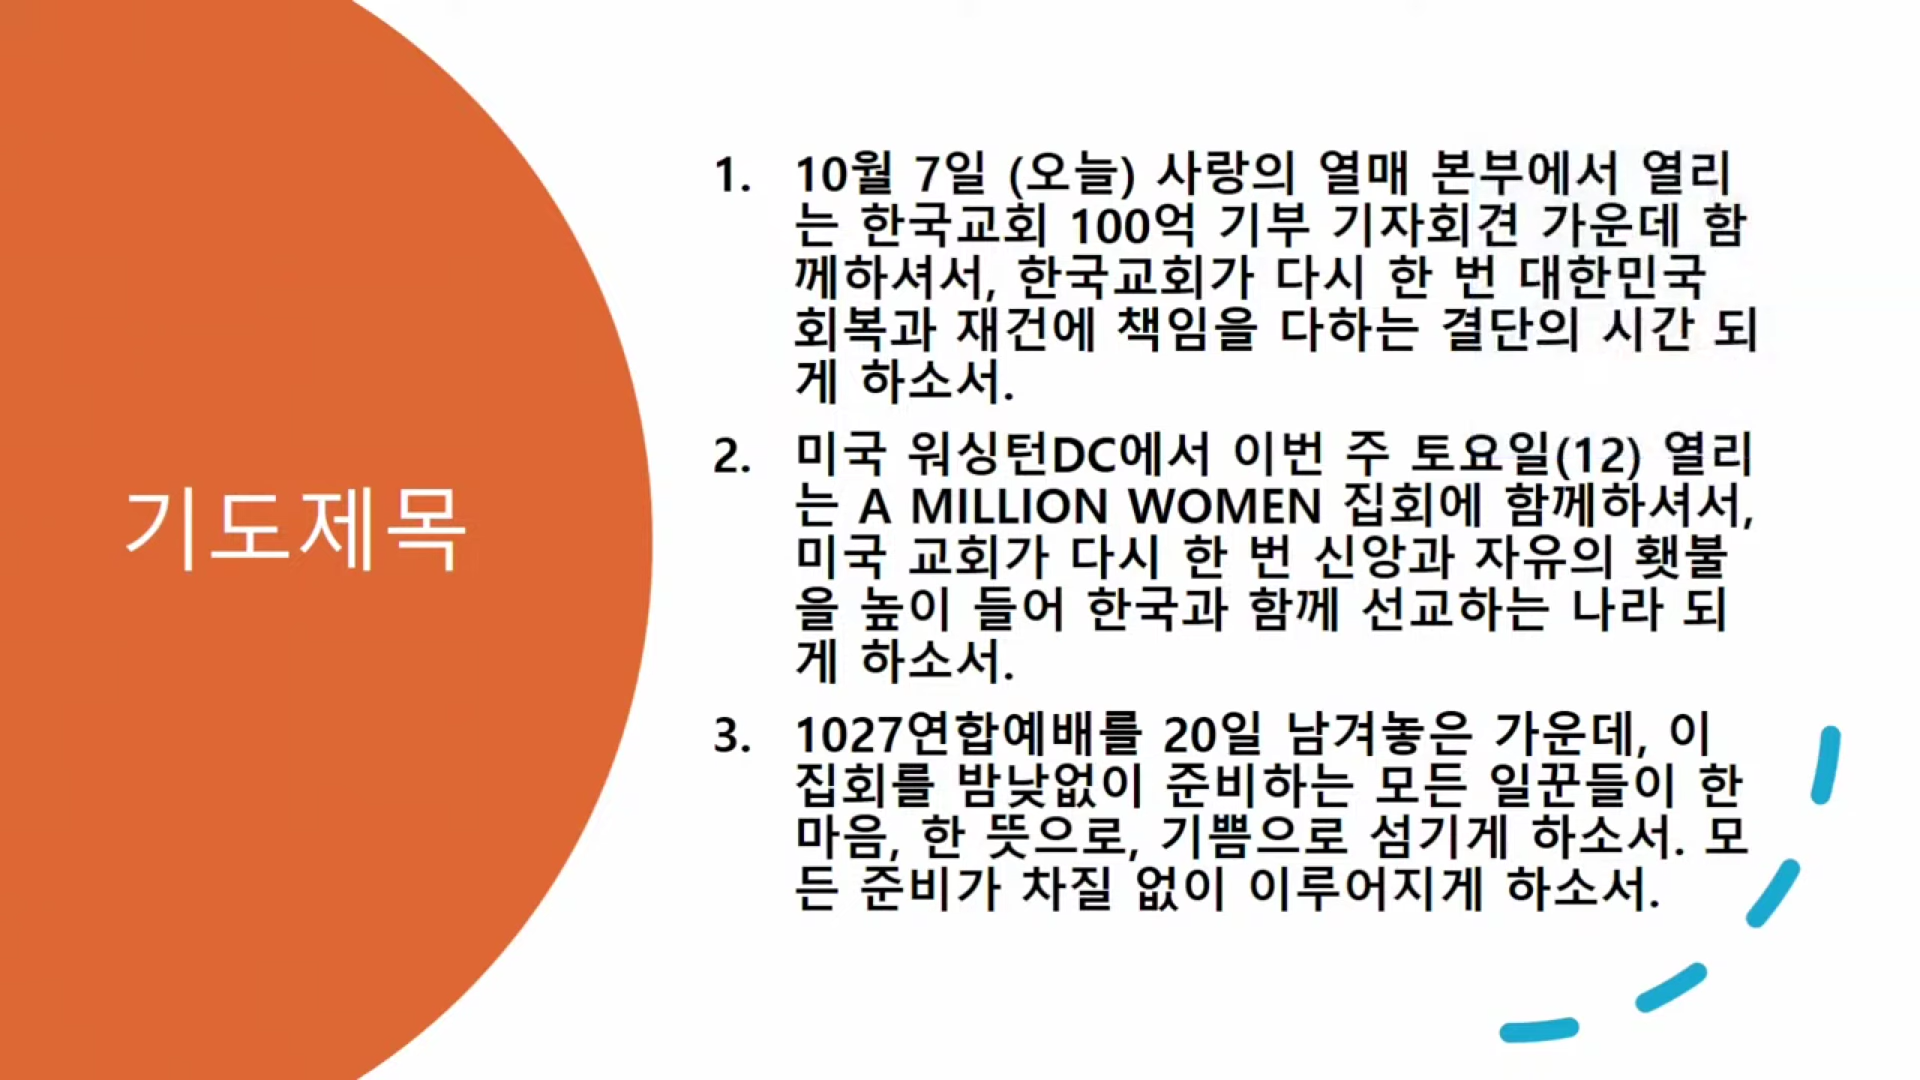 기도제목
1. 10월 7일 (오늘) 사랑의 열매 본부에서 열리
는 한국교회 100억 기부 기자회견 가운데 함
께하셔서, 한국교회가 다시 한 번 대한민국
회복과 재건에 책임을 다하는 결단의 시간 되
게 하소서.
2. 미국 워싱턴DC에서 이번 주 토요일(12) 열리
는 A MILLION WOMEN 집회에 함께하셔서,
미국 교회가 다시 한 번 신앙과 자유의 횃불
을 높이 들어 한국과 함께 선교하는 나라 되
게 하소서.
3. 1027연합예배를 20일 남겨놓은 가운데, 이
집회를 밤낮없이 준비하는 모든 일꾼들이 한
마음, 한 뜻으로, 기쁨으로 섬기게 하소서. 모
든 준비가 차질 없이 이루어지게 하소서.